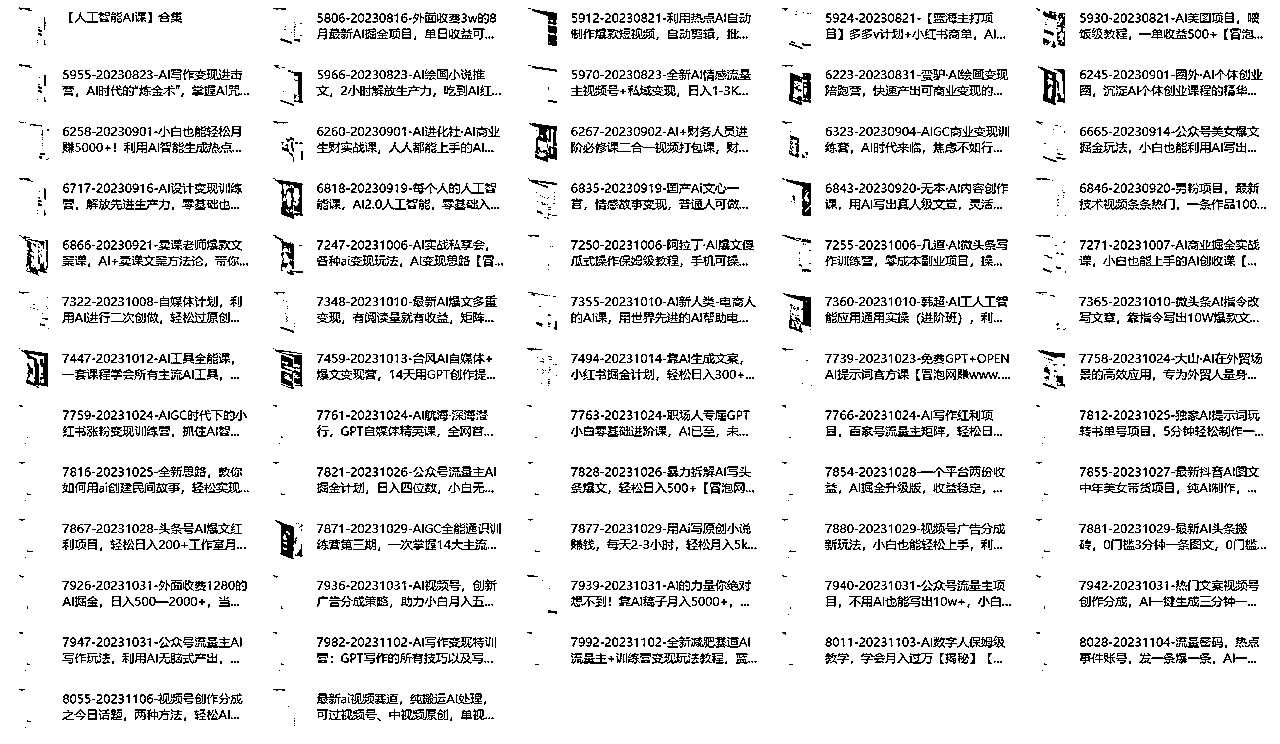 【人工智能AI课】合集
5806-20230816-外面收费3w的8
月最新AI掘金项目，单日收益可...
5912-20230821-利用热点AI自动
制作爆款短视频，自动剪辑，批...
5924-20230821-【蓝海主打项
目】多多v计划+小红书商单，AI...
5930-20230821-AI美图项目，喂
饭级教程，一单收益500+【冒泡...
5955-20230823-AI写作变现进击
营，AI时代的“炼金术”，掌握AI咒...
5966-20230823-AI绘画小说推
文，2小时解放生产力，吃到AI红...
5970-20230823-全新AI情感流量
主视频号+私域变现，日入1-3K...
6223-20230831-变驴·AI绘画变现
陪跑营，快速产出可商业变现的...
6245-20230901-圈外·AI个体创业
圈，沉淀AI个体创业课程的精华...
6258-20230901-小白也能轻松月
赚5000+！利用AI智能生成热点...
6260-20230901-AI进化社·AI商业
生财实战课，人人都能上手的AI...
6267-20230902-AI+财务人员进
阶必修课二合一视频打包课，财...
6323-20230904-AIGC商业变现训
练营，AI时代来临，焦虑不如行...
6665-20230914-公众号美女爆文
掘金玩法，小白也能利用AI写出...
6717-20230916-AI设计变现训练
营，解放先进生产力，零基础也...
6818-20230919-每个人的人工智
能课，AI2.0人工智能，零基础入...
6835-20230919-国产AI文心一
言，情感故事变现，普通人可做...
6843-20230920-无本·AI内容创作
课，用AI写出真人级文章，灵活...
6846-20230920-男粉项目，最新
技术视频条条热门，一条作品100...
6866-20230921-卖课老师爆款文
案课，AI+卖课文案方法论，带你...
7247-20231006-AI实战私享会，
各种ai变现玩法，AI变现思路【冒...
7250-20231006-阿拉丁·AI爆文傻
瓜式操作保姆级教程，手机可操...
7255-20231006-几道·AI微头条写
作训练营，零成本副业项目，操...
7271-20231007-AI商业掘金实战
课，小白也能上手的AI创收课【...
7322-20231008-自媒体计划，利
用AI进行二次创做，轻松过原创...
7348-20231010-最新AI爆文多重
变现，有阅读量就有收益，矩阵...
7355-20231010-AI新人类-电商人
的AI课，用世界先进的AI帮助电...
7360-20231010-韩超·AI工人工智
能应用通用实操（进阶班），利...
7365-20231010-微头条AI指令改
写文章，靠指令写出10W爆款文...
7447-20231012-AI工具全能课，
一套课程学会所有主流AI工具，...
7459-20231013-台风AI自媒体+
爆文变现营，14天用GPT创作提...
7494-20231014-靠AI生成文案，
小红书掘金计划，轻松日入300+...
7739-20231023-免费GPT+OPEN
AI提示词官方课【冒泡网赚www....
7758-20231024-大山·AI在外贸场
景的高效应用，专为外贸人量身...
7759-20231024-AIGC时代下的小
红书涨粉变现训练营，抓住AI智...
7761-20231024-AI航海·深海潜
行，GPT自媒体精英课，全网首...
7763-20231024-职场人专属GPT
小白零基础进阶课，AI已至，未...
7766-20231024-AI写作红利项
目，百家号流量主矩阵，轻松日...
7812-20231025-独家AI提示词玩
转书单号项目，5分钟轻松制作一...
7816-20231025-全新思路，教你
如何用ai创建民间故事，轻松实现...
7821-20231026-公众号流量主AI
掘金计划，日入四位数，小白无...
7828-20231026-暴力拆解AI写头
条爆文，轻松日入500+【冒泡网...
7854-20231028-一个平台两份收
益，AI掘金升级版，收益稳定，...
7855-20231027-最新抖音AI图文
中年美女带货项目，纯AI制作，...
7867-20231028-头条号AI爆文红
利项目，轻松日入200+工作室月...
7871-20231029-AIGC全能通识训
练营第三期，一次掌握14大主流...
7877-20231029-用Ai写原创小说
赚钱，每天2-3小时，轻松月入5k...
7880-20231029-视频号广告分成
新玩法，小白也能轻松上手，利...
7881-20231029-最新AI头条搬
砖，0门槛3分钟一条图文，0门槛...
7926-20231031-外面收费1280的
AI掘金，日入500—2000+，当...
7936-20231031-AI视频号，创新
广告分成策略，助力小白月入五...
7939-20231031-AI的力量你绝对
想不到！靠AI稿子月入5000+，...
7940-20231031-公众号流量主项
目，不用AI也能写出10w+，小白...
7942-20231031-热门文案视频号
创作分成，AI一键生成三分钟一...
7947-20231031-公众号流量主AI
写作玩法，利用AI无脑式产出，...
7982-20231102-AI写作变现特训
营：GPT写作的所有技巧以及写...
7992-20231102-全新减肥赛道AI
流量主+训练营变现玩法教程，蓝...
8011-20231103-AI数字人保姆级
教学，学会月入过万【揭秘】【...
8028-20231104-流量密码，热点
事件账号，发一条爆一条，AI一...
8055-20231106-视频号创作分成
之今日话题，两种方法，轻松AI...
最新ai视频赛道，纯搬运AI处理，
可过视频号、中视频原创，单视...